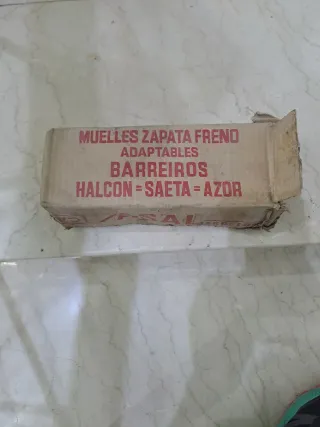 MUELLES ZAPATA FRENO
ADAPTABLES
BARREIROS
HALCON = SAETA = AZOR